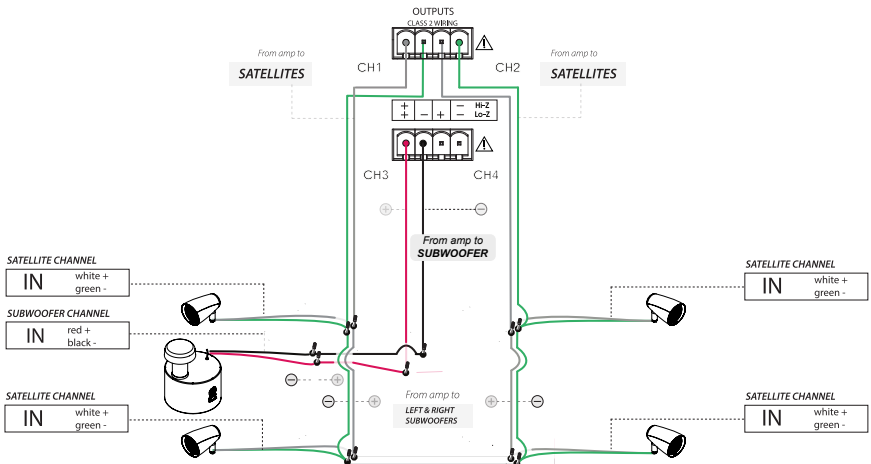 OUTPUTS
CLASS 2 WIRING
From amp to
SATELLITES
CH1
CH2
From amp to
SATELLITES
+ − Hi-Z
+ − + − Lo-Z
CH3
CH4
+ −
From amp to
SUBWOOFER
SATELLITE CHANNEL
IN
white +
green -
SUBWOOFER CHANNEL
IN
red +
black -
SATELLITE CHANNEL
IN
white +
green -
− +
− +
From amp to
LEFT & RIGHT
SUBWOOFERS
+ −
SATELLITE CHANNEL
IN
white +
green -
SATELLITE CHANNEL
IN
white +
green -